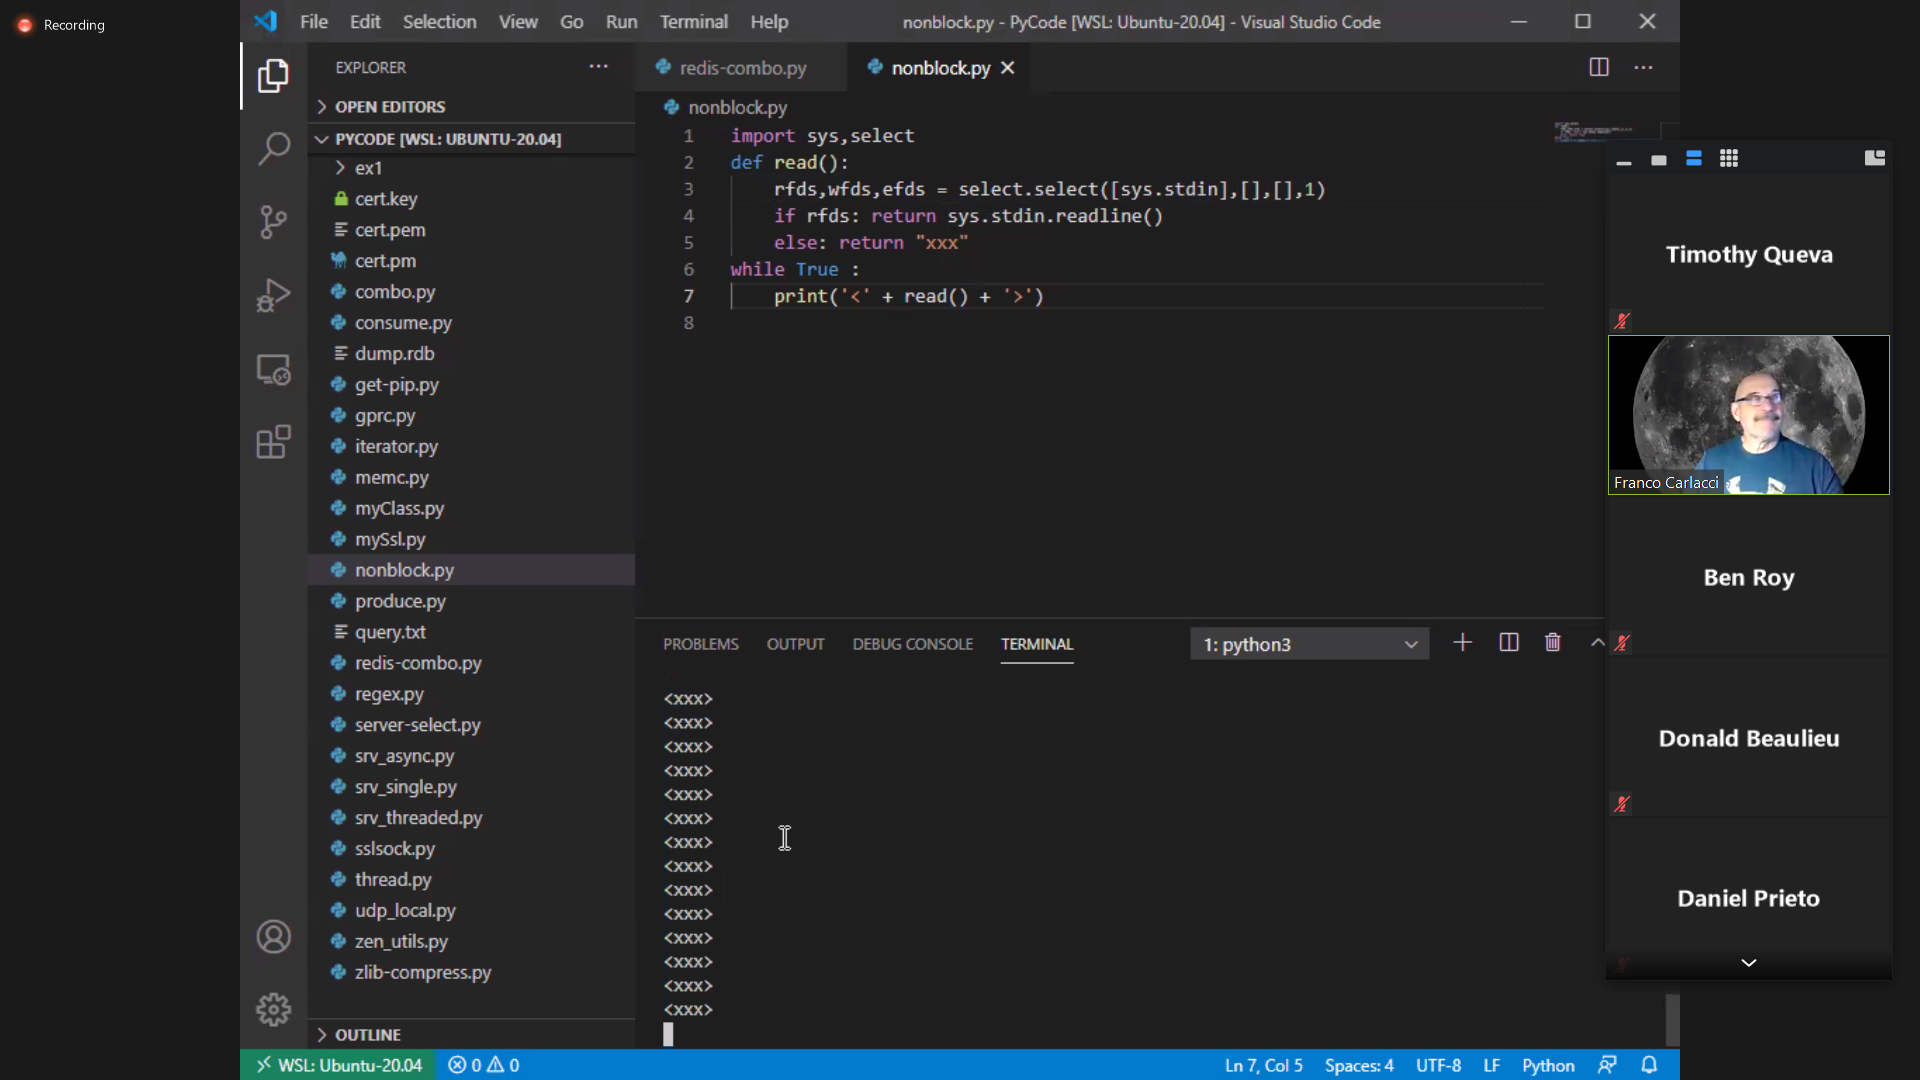 Recording
File Edit Selection View Go Run Terminal Help
nonblock.py - PyCode [WSL: Ubuntu-20.04] - Visual Studio Code
EXPLORER
OPEN EDITORS
PYCODE [WSL: UBUNTU-20.04]
ex1
cert.key
cert.pem
cert.pm
combo.py
consume.py
dump.rdb
get-pip.py
gprc.py
iterator.py
memc.py
myClass.py
mySsl.py
nonblock.py
produce.py
query.txt
redis-combo.py
regex.py
server-select.py
srv_async.py
srv_single.py
srv_threaded.py
sslsock.py
thread.py
udp_local.py
zen_utils.py
zlib-compress.py
OUTLINE
redis-combo.py
nonblock.py
nonblock.py
1 import sys,select
2 def read():
3 rfds,wfds,efds = select.select([sys.stdin],[],[],1)
4 if rfds: return sys.stdin.readline()
5 else: return "xxx"
6 while True :
7 print('<' + read() + '>')
8
PROBLEMS OUTPUT DEBUG CONSOLE TERMINAL
1: python3
<xxx>
<xxx>
<xxx>
<xxx>
<xxx>
<xxx>
<xxx>
<xxx>
<xxx>
<xxx>
<xxx>
<xxx>
<xxx>
<xxx>
Timothy Queva
Franco Carlacci
Ben Roy
Donald Beaulieu
Daniel Prieto
WSL: Ubuntu-20.04
0 0
Ln 7, Col 5 Spaces: 4 UTF-8 LF Python